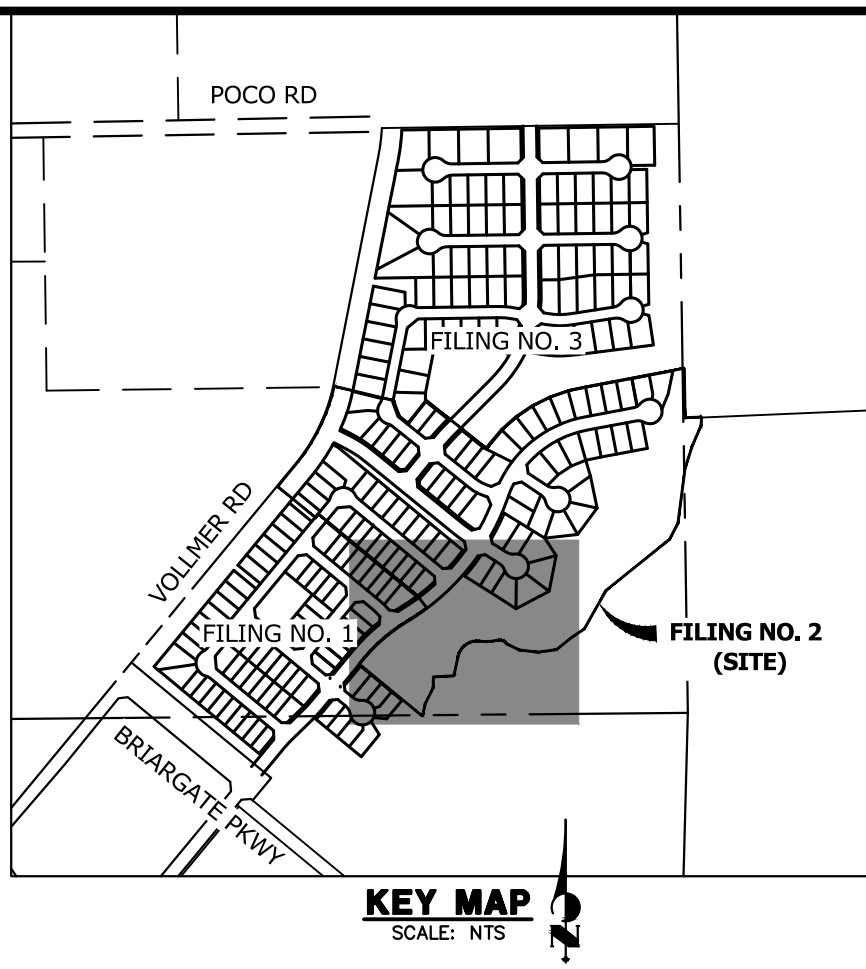 POCO RD
FILING NO. 3
VOLLMER RD
FILING NO. 1
FILING NO. 2
(SITE)
BRIARGATE PKWY
KEY MAP
SCALE: NTS
N